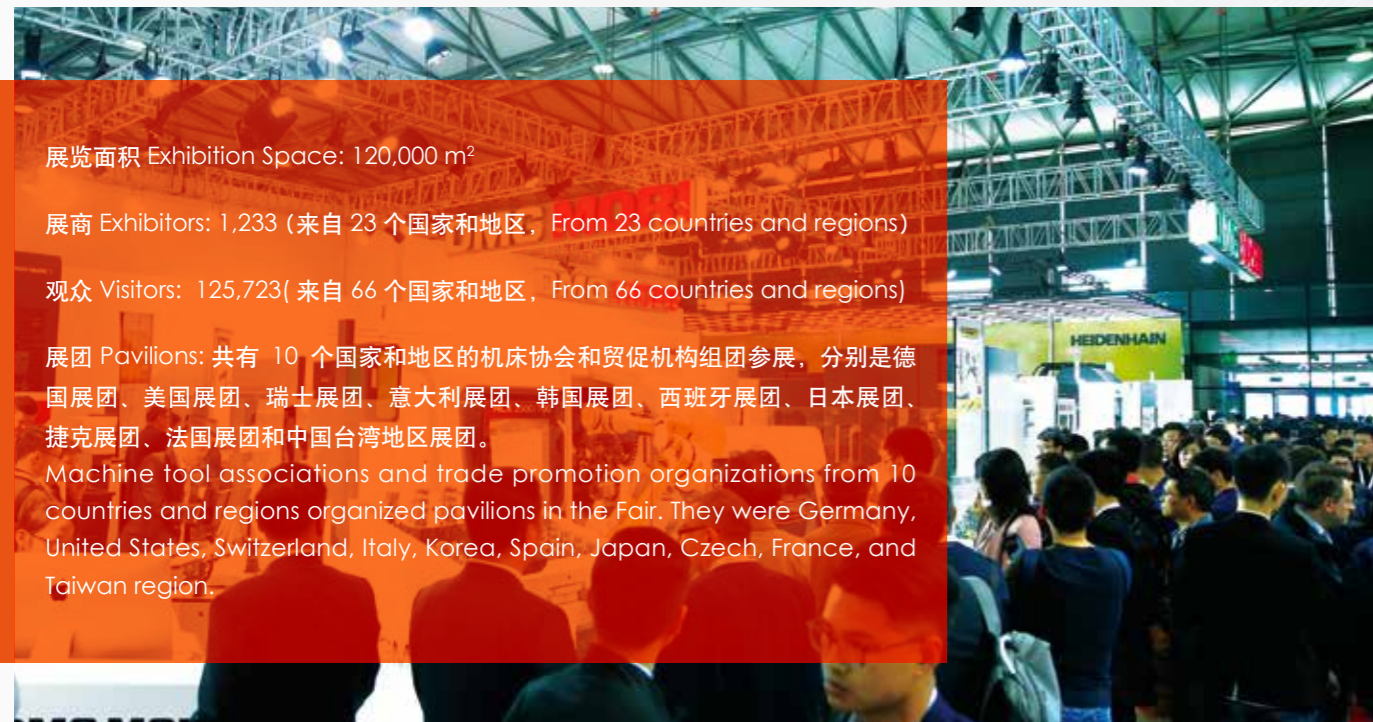 展览面积 Exhibition Space: 120,000 m²
展商 Exhibitors: 1,233 (来自 23 个国家和地区，From 23 countries and regions)
观众 Visitors: 125,723( 来自 66 个国家和地区，From 66 countries and regions)
展团 Pavilions: 共有 10 个国家和地区的机床协会和贸促机构组团参展，分别是德
国展团、美国展团、瑞士展团、意大利展团、韩国展团、西班牙展团、日本展团、
捷克展团、法国展团和中国台湾地区展团。
Machine tool associations and trade promotion organizations from 10
countries and regions organized pavilions in the Fair. They were Germany,
United States, Switzerland, Italy, Korea, Spain, Japan, Czech, France, and
Taiwan region.
HEIDENHAIN
DMG MORI